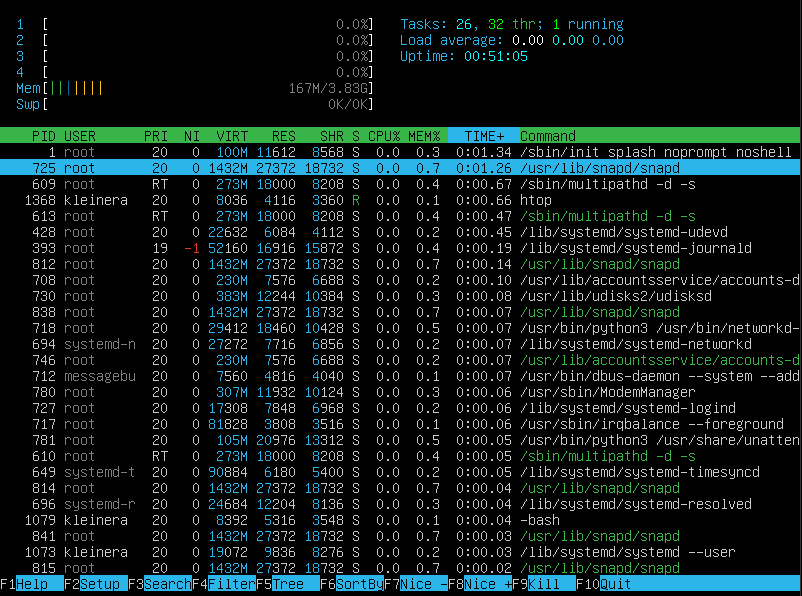 1 [ 0.0%] Tasks: 26, 32 thr; 1 running
2 [ 0.0%] Load average: 0.00 0.00 0.00
3 [ 0.0%] Uptime: 00:51:05
4 [ 0.0%]
Mem[||||||| 167M/3.83G]
Swp[ 0K/0K]
PID USER PRI NI VIRT RES SHR S CPU% MEM% TIME+ Command
1 root 20 0 100M 11612 8568 S 0.0 0.3 0:01.34 /sbin/init splash noprompt noshell
725 root 20 0 1432M 27372 18732 S 0.0 0.7 0:01.26 /usr/lib/snapd/snapd
609 root RT 0 273M 18000 8208 S 0.0 0.4 0:00.67 /sbin/multipathd -d -s
1368 kleinera 20 0 8036 4116 3360 R 0.0 0.1 0:00.66 htop
613 root RT 0 273M 18000 8208 S 0.0 0.4 0:00.47 /sbin/multipathd -d -s
428 root 20 0 22632 6084 4112 S 0.0 0.2 0:00.45 /lib/systemd/systemd-udevd
393 root 19 -1 52160 16916 15872 S 0.0 0.4 0:00.19 /lib/systemd/systemd-journald
812 root 20 0 1432M 27372 18732 S 0.0 0.7 0:00.14 /usr/lib/snapd/snapd
708 root 20 0 230M 7576 6688 S 0.0 0.2 0:00.10 /usr/lib/accountsservice/accounts-d
730 root 20 0 383M 12244 10384 S 0.0 0.3 0:00.08 /usr/lib/udisks2/udisksd
838 root 20 0 1432M 27372 18732 S 0.0 0.7 0:00.07 /usr/lib/snapd/snapd
718 root 20 0 29412 18460 10428 S 0.0 0.5 0:00.07 /usr/bin/python3 /usr/bin/networkd-
694 systemd-n 20 0 27272 7716 6856 S 0.0 0.2 0:00.07 /lib/systemd/systemd-networkd
746 root 20 0 230M 7576 6688 S 0.0 0.2 0:00.07 /usr/lib/accountsservice/accounts-d
712 messagebu 20 0 7560 4816 4040 S 0.0 0.1 0:00.07 /usr/bin/dbus-daemon --system --add
780 root 20 0 307M 11932 10124 S 0.0 0.3 0:00.06 /usr/sbin/ModemManager
727 root 20 0 17308 7848 6968 S 0.0 0.2 0:00.06 /lib/systemd/systemd-logind
717 root 20 0 81828 3808 3516 S 0.0 0.1 0:00.06 /usr/sbin/irqbalance --foreground
781 root 20 0 105M 20976 13312 S 0.0 0.5 0:00.05 /usr/bin/python3 /usr/share/unatten
610 root RT 0 273M 18000 8208 S 0.0 0.4 0:00.05 /sbin/multipathd -d -s
649 systemd-t 20 0 90884 6180 5400 S 0.0 0.2 0:00.05 /lib/systemd/systemd-timesyncd
814 root 20 0 1432M 27372 18732 S 0.0 0.7 0:00.04 /usr/lib/snapd/snapd
696 systemd-r 20 0 24684 12204 8136 S 0.0 0.3 0:00.04 /lib/systemd/systemd-resolved
1079 kleinera 20 0 8392 5316 3548 S 0.0 0.1 0:00.04 -bash
841 root 20 0 1432M 27372 18732 S 0.0 0.7 0:00.03 /usr/lib/snapd/snapd
1073 kleinera 20 0 19072 9836 8276 S 0.0 0.2 0:00.03 /lib/systemd/systemd --user
815 root 20 0 1432M 27372 18732 S 0.0 0.7 0:00.02 /usr/lib/snapd/snapd
F1Help F2Setup F3SearchF4FilterF5Tree F6SortByF7Nice -F8Nice +F9Kill F10Quit